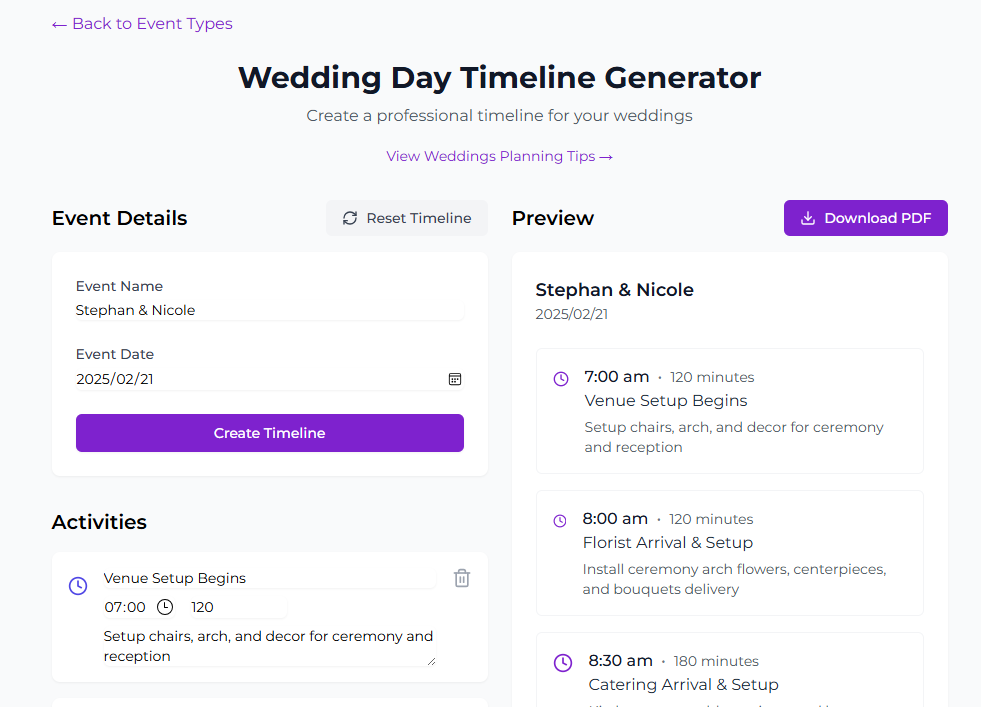 ← Back to Event Types
Wedding Day Timeline Generator
Create a professional timeline for your weddings
View Weddings Planning Tips →
Event Details
Reset Timeline
Event Name
Stephan & Nicole
Event Date
2025/02/21
Create Timeline
Activities
Venue Setup Begins
07:00 120
Setup chairs, arch, and decor for ceremony and
reception
Preview
Download PDF
Stephan & Nicole
2025/02/21
7:00 am • 120 minutes
Venue Setup Begins
Setup chairs, arch, and decor for ceremony
and reception
8:00 am • 120 minutes
Florist Arrival & Setup
Install ceremony arch flowers, centerpieces,
and bouquets delivery
8:30 am • 180 minutes
Catering Arrival & Setup